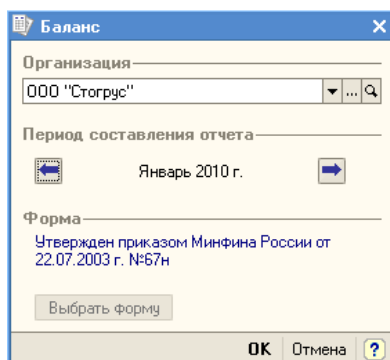 Баланс
Организация
ООО "Стогрус"
...
Период составления отчета
Январь 2010 г.
Форма
Утвержден приказом Минфина России от
22.07.2003 г. №67н
Выбрать форму
OK Отмена ?